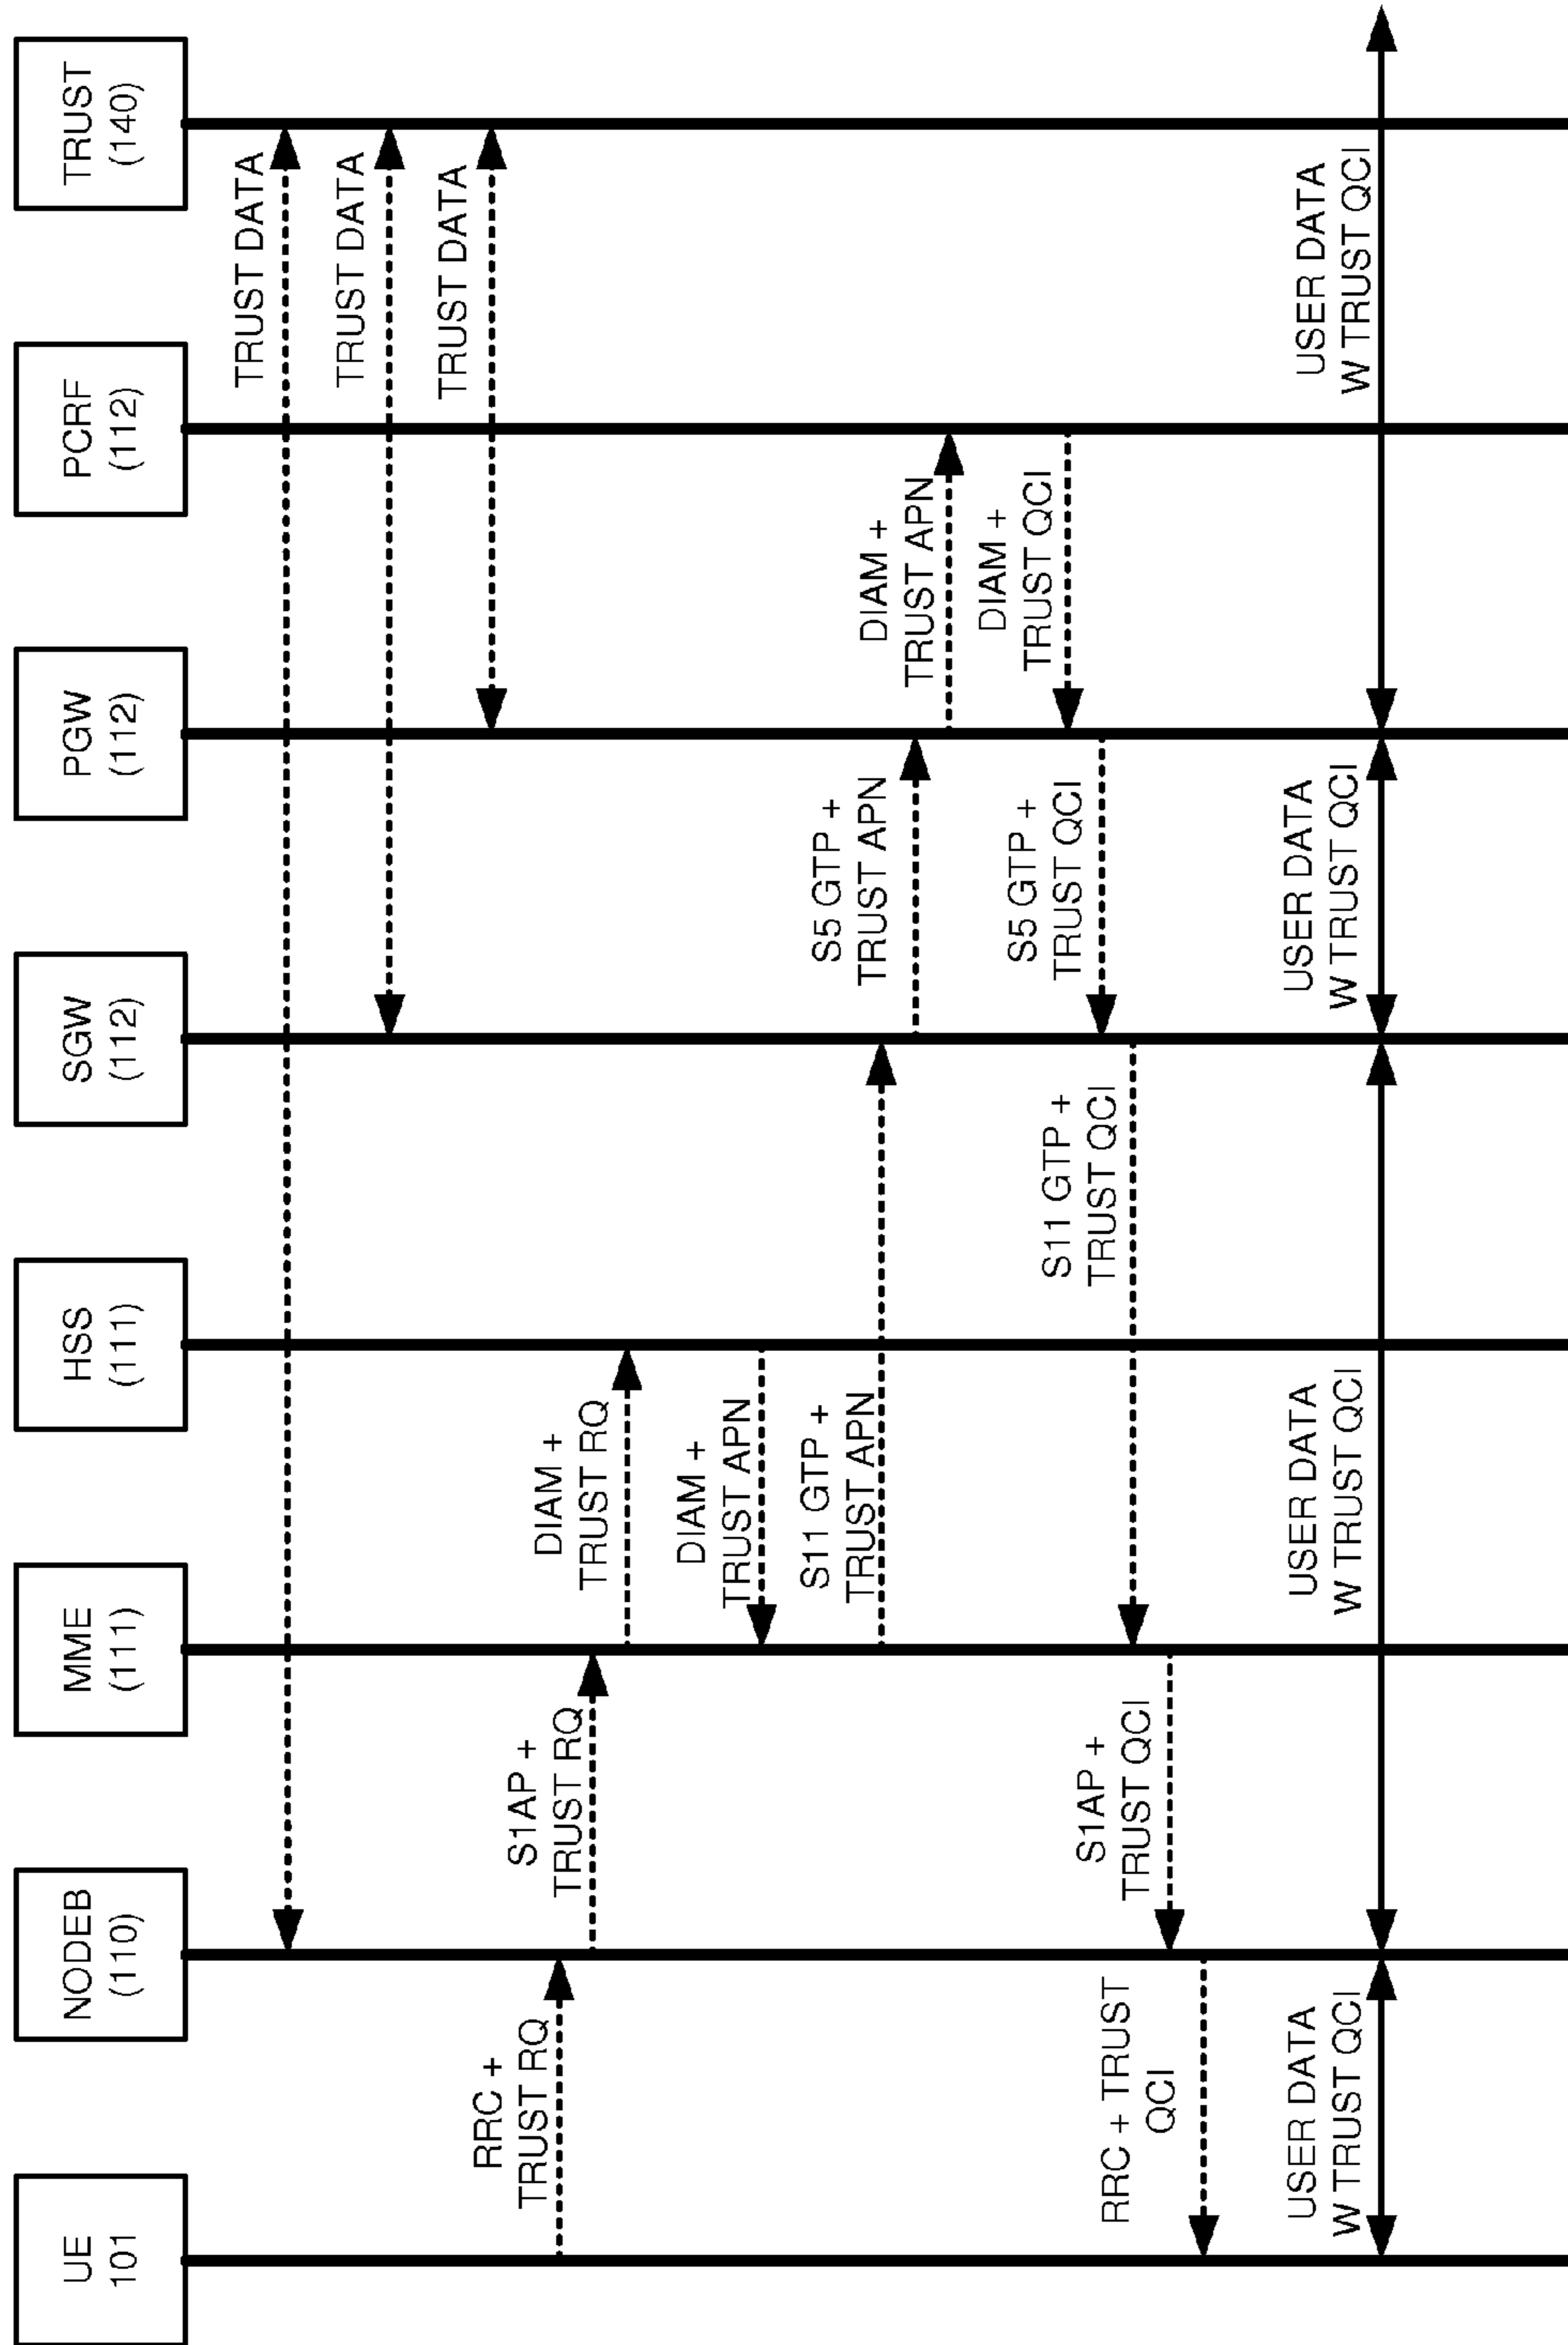 UE
101
NODEB
(110)
MME
(111)
HSS
(111)
SGW
(112)
PGW
(112)
PCRF
(112)
TRUST
(140)
TRUST DATA
TRUST DATA
TRUST DATA
RRC +
TRUST RQ
S1AP +
TRUST RQ
DIAM +
TRUST RQ
DIAM +
TRUST APN
S11 GTP +
TRUST APN
S5 GTP +
TRUST APN
DIAM +
TRUST APN
DIAM +
TRUST QCI
S5 GTP +
TRUST QCI
S11 GTP +
TRUST QCI
S1AP +
TRUST QCI
RRC + TRUST
QCI
USER DATA
W TRUST QCI
USER DATA
W TRUST QCI
USER DATA
W TRUST QCI
USER DATA
W TRUST QCI